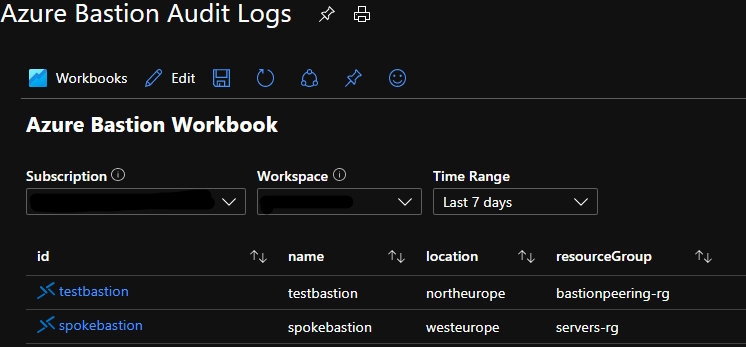 Azure Bastion Audit Logs
Workbooks Edit
Azure Bastion Workbook
Subscription Workspace Time Range
Last 7 days
id name location resourceGroup
testbastion testbastion northeurope bastionpeering-rg
spokebastion spokebastion westeurope servers-rg